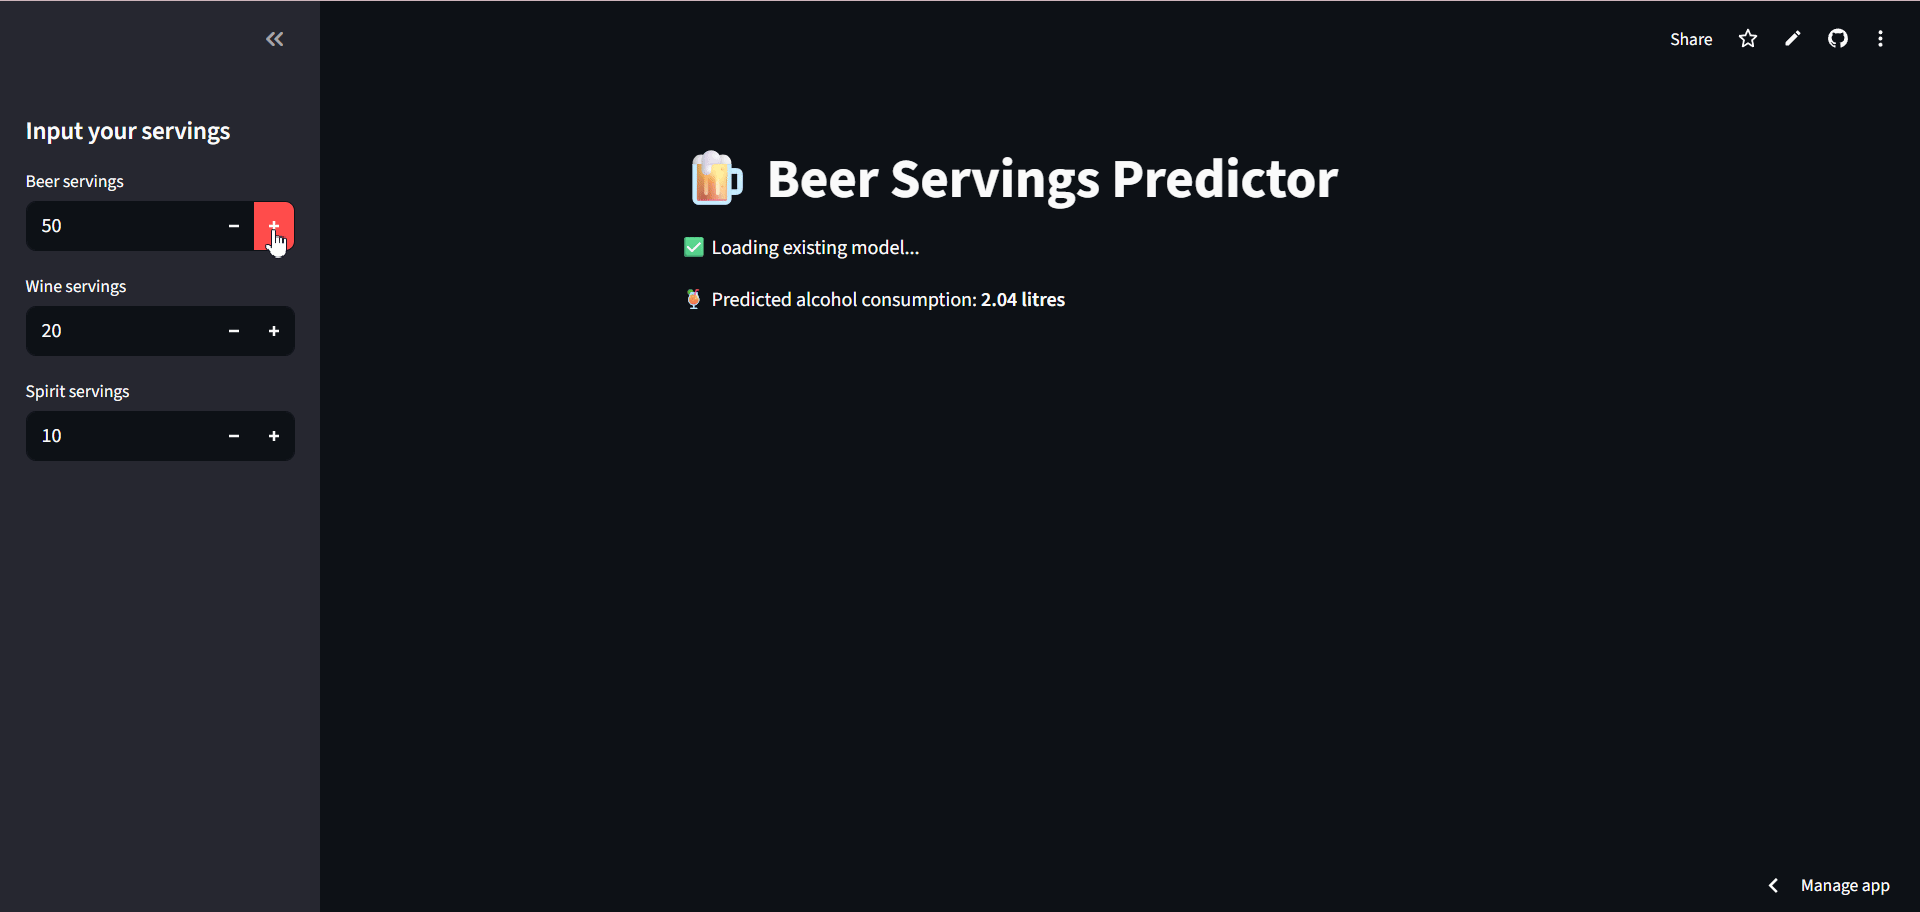 Share
Input your servings
Beer servings
50
Wine servings
20
Spirit servings
10
Beer Servings Predictor
Loading existing model...
Predicted alcohol consumption: 2.04 litres
Manage app